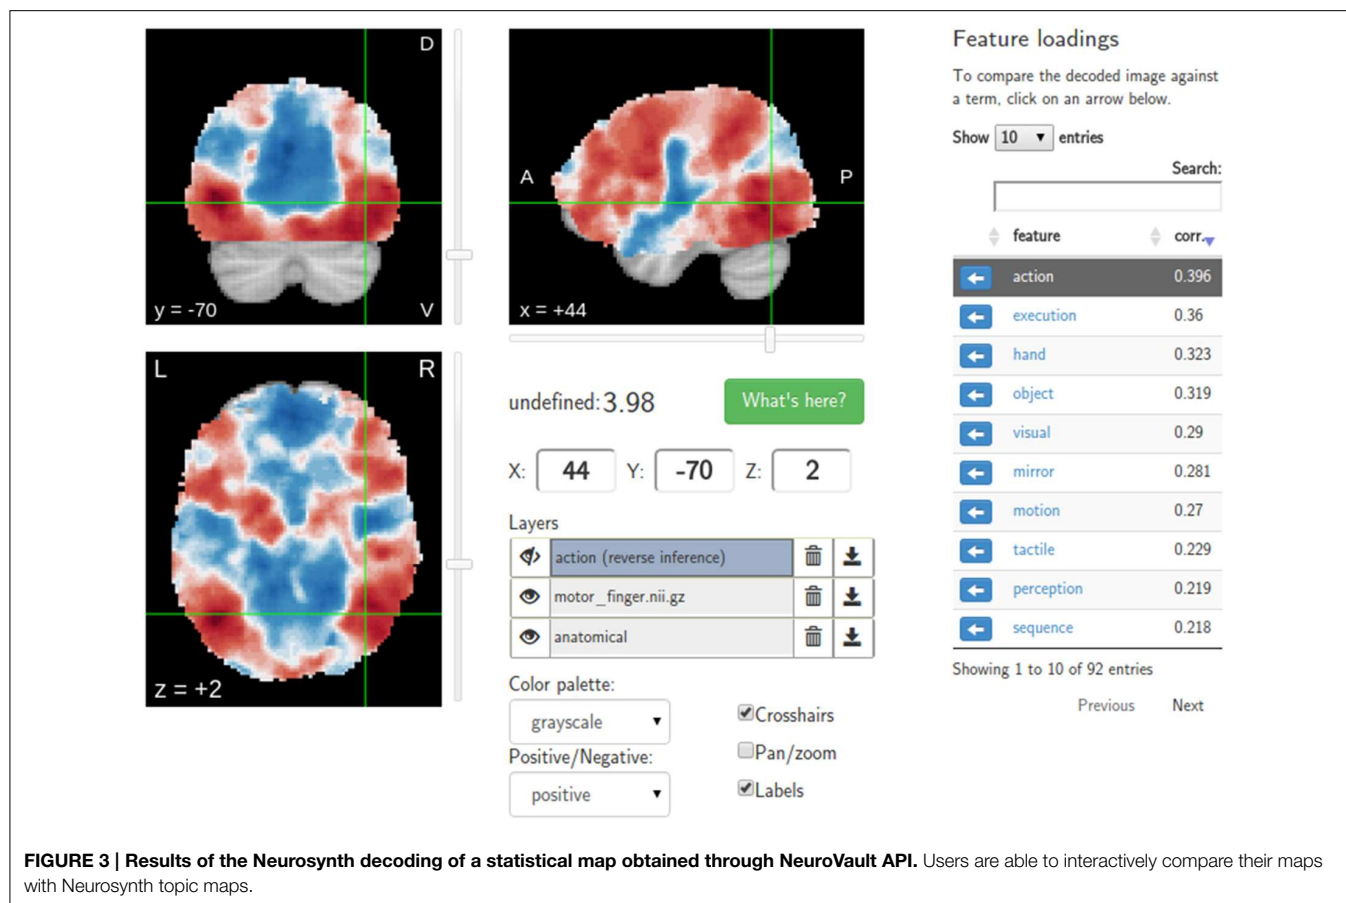 D
y = -70
V
A
P
x = +44
L
R
z = +2
undefined: 3.98
What's here?
X: 44 Y: -70 Z: 2
Layers
action (reverse inference)
motor_finger.nii.gz
anatomical
Color palette:
grayscale
Positive/Negative:
positive
Crosshairs
Pan/zoom
Labels
Feature loadings
To compare the decoded image against
a term, click on an arrow below.
Show 10 entries
Search:
feature corr.
action 0.396
execution 0.36
hand 0.323
object 0.319
visual 0.29
mirror 0.281
motion 0.27
tactile 0.229
perception 0.219
sequence 0.218
Showing 1 to 10 of 92 entries
Previous Next
FIGURE 3 | Results of the Neurosynth decoding of a statistical map obtained through NeuroVault API. Users are able to interactively compare their maps
with Neurosynth topic maps.